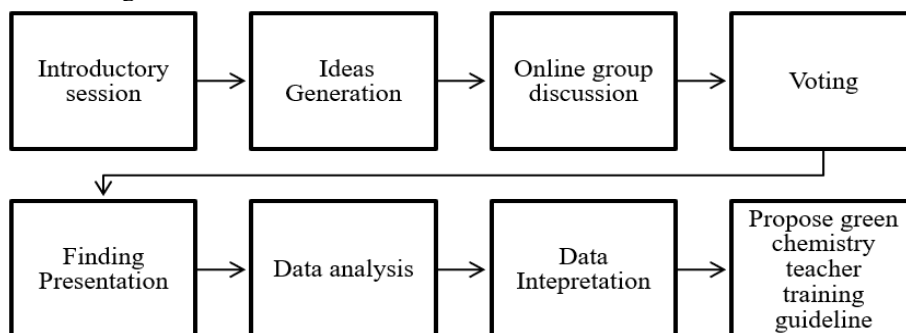 Introductory
session
Ideas
Generation
Online group
discussion
Voting
Finding
Presentation
Data analysis
Data
Intepretation
Propose green
chemistry
teacher
training
guideline